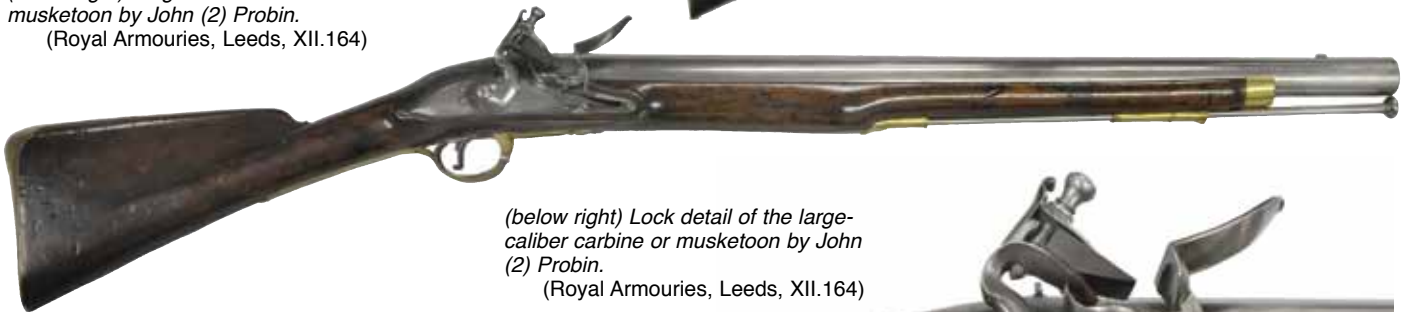 musketoon by John (2) Probin.
(Royal Armouries, Leeds, XII.164)
(below right) Lock detail of the large-
caliber carbine or musketoon by John
(2) Probin.
(Royal Armouries, Leeds, XII.164)